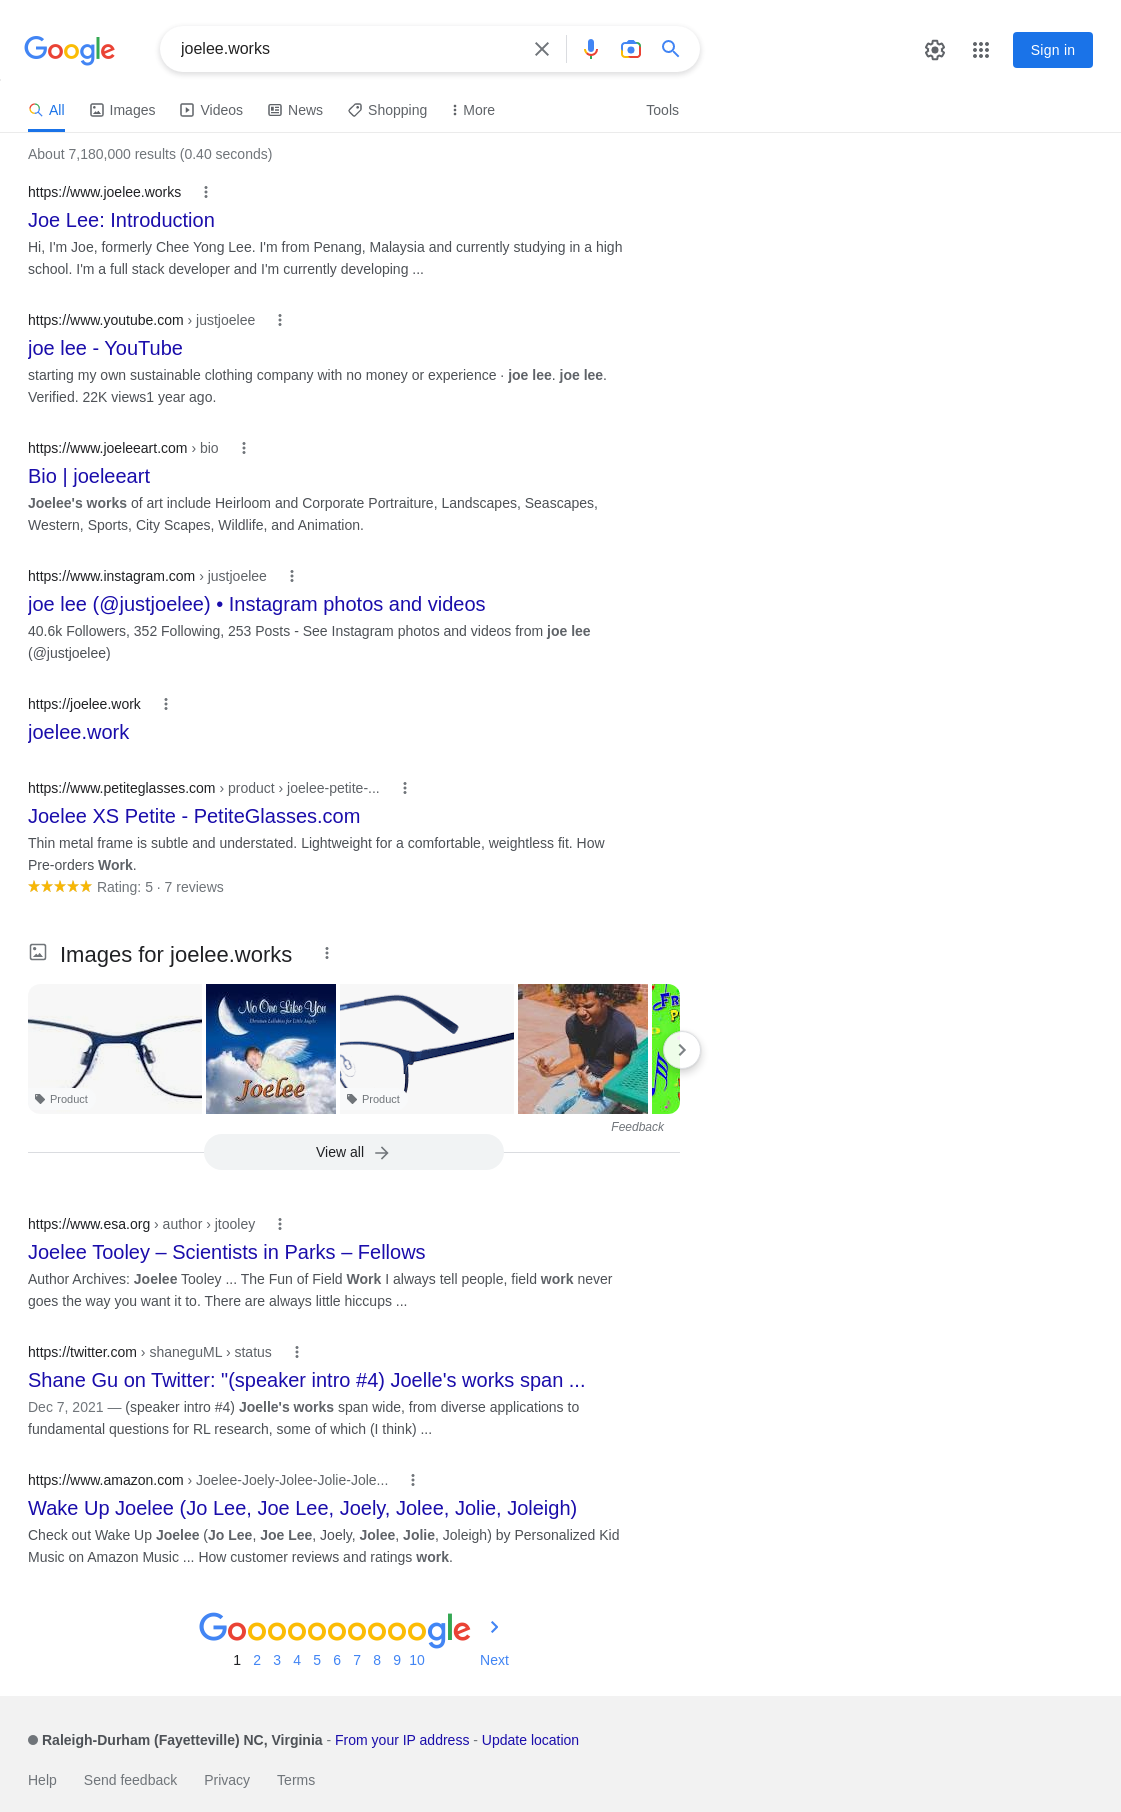 Google
joelee.works
Sign in
All
Images
Videos
News
Shopping
More
Tools
About 7,180,000 results (0.40 seconds)
https://www.joelee.works
Joe Lee: Introduction
Hi, I'm Joe, formerly Chee Yong Lee. I'm from Penang, Malaysia and currently studying in a high
school. I'm a full stack developer and I'm currently developing ...
https://www.youtube.com › justjoelee
joe lee - YouTube
starting my own sustainable clothing company with no money or experience · joe lee. joe lee.
Verified. 22K views1 year ago.
https://www.joeleeart.com › bio
Bio | joeleeart
Joelee's works of art include Heirloom and Corporate Portraiture, Landscapes, Seascapes,
Western, Sports, City Scapes, Wildlife, and Animation.
https://www.instagram.com › justjoelee
joe lee (@justjoelee) • Instagram photos and videos
40.6k Followers, 352 Following, 253 Posts - See Instagram photos and videos from joe lee
(@justjoelee)
https://joelee.work
joelee.work
https://www.petiteglasses.com › product › joelee-petite-...
Joelee XS Petite - PetiteGlasses.com
Thin metal frame is subtle and understated. Lightweight for a comfortable, weightless fit. How
Pre-orders Work.
Rating: 5 · 7 reviews
Images for joelee.works
No One Like You
Christian Lullabies for Little Angels
Joelee
Product
Product
Feedback
View all
https://www.esa.org › author › jtooley
Joelee Tooley – Scientists in Parks – Fellows
Author Archives: Joelee Tooley ... The Fun of Field Work I always tell people, field work never
goes the way you want it to. There are always little hiccups ...
https://twitter.com › shaneguML › status
Shane Gu on Twitter: "(speaker intro #4) Joelle's works span ...
Dec 7, 2021 — (speaker intro #4) Joelle's works span wide, from diverse applications to
fundamental questions for RL research, some of which (I think) ...
https://www.amazon.com › Joelee-Joely-Jolee-Jolie-Jole...
Wake Up Joelee (Jo Lee, Joe Lee, Joely, Jolee, Jolie, Joleigh)
Check out Wake Up Joelee (Jo Lee, Joe Lee, Joely, Jolee, Jolie, Joleigh) by Personalized Kid
Music on Amazon Music ... How customer reviews and ratings work.
Goooooooooogle
1 2 3 4 5 6 7 8 9 10 Next
Raleigh-Durham (Fayetteville) NC, Virginia - From your IP address - Update location
Help Send feedback Privacy Terms